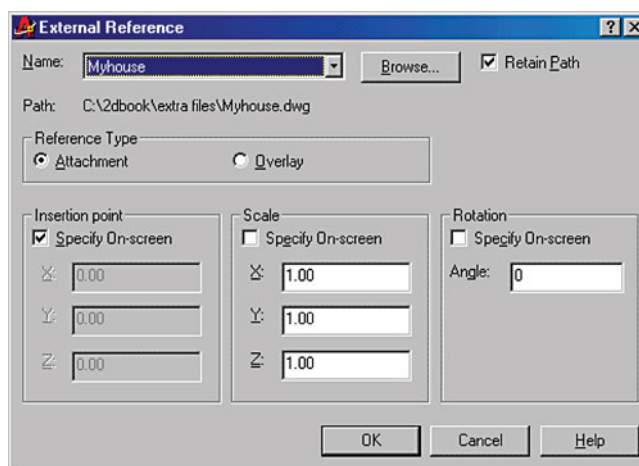 External Reference
Name: Myhouse Browse... Retain Path
Path: C:\2dbook\extra files\Myhouse.dwg
Reference Type
Attachment Overlay
Insertion point
Specify On-screen
X: 0.00
Y: 0.00
Z: 0.00
Scale
Specify On-screen
X: 1.00
Y: 1.00
Z: 1.00
Rotation
Specify On-screen
Angle: 0
OK Cancel Help